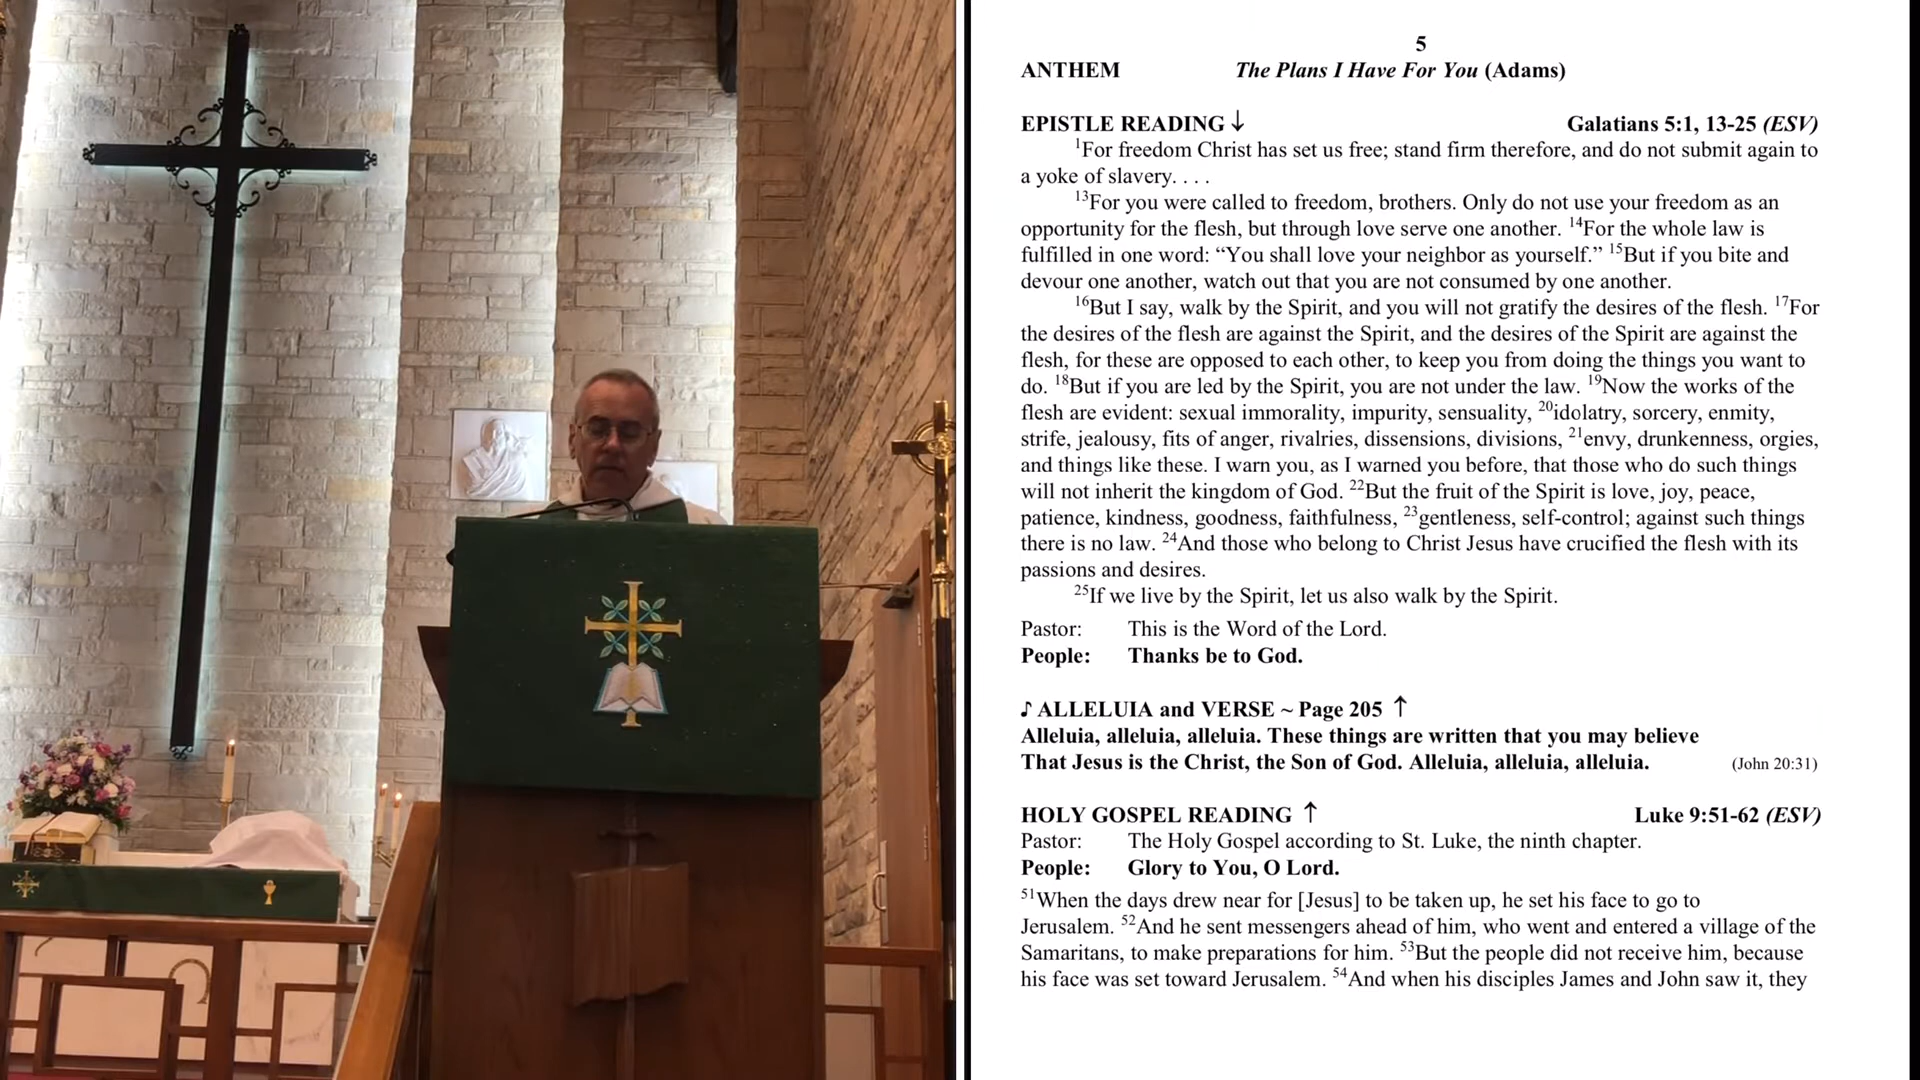 5
ANTHEM The Plans I Have For You (Adams)
EPISTLE READING ↓ Galatians 5:1, 13-25 (ESV)
1For freedom Christ has set us free; stand firm therefore, and do not submit again to
a yoke of slavery. . . .
13For you were called to freedom, brothers. Only do not use your freedom as an
opportunity for the flesh, but through love serve one another. 14For the whole law is
fulfilled in one word: “You shall love your neighbor as yourself.” 15But if you bite and
devour one another, watch out that you are not consumed by one another.
16But I say, walk by the Spirit, and you will not gratify the desires of the flesh. 17For
the desires of the flesh are against the Spirit, and the desires of the Spirit are against the
flesh, for these are opposed to each other, to keep you from doing the things you want to
do. 18But if you are led by the Spirit, you are not under the law. 19Now the works of the
flesh are evident: sexual immorality, impurity, sensuality, 20idolatry, sorcery, enmity,
strife, jealousy, fits of anger, rivalries, dissensions, divisions, 21envy, drunkenness, orgies,
and things like these. I warn you, as I warned you before, that those who do such things
will not inherit the kingdom of God. 22But the fruit of the Spirit is love, joy, peace,
patience, kindness, goodness, faithfulness, 23gentleness, self-control; against such things
there is no law. 24And those who belong to Christ Jesus have crucified the flesh with its
passions and desires.
25If we live by the Spirit, let us also walk by the Spirit.
Pastor: This is the Word of the Lord.
People: Thanks be to God.
♪ ALLELUIA and VERSE ~ Page 205 ↑
Alleluia, alleluia, alleluia. These things are written that you may believe
That Jesus is the Christ, the Son of God. Alleluia, alleluia, alleluia. (John 20:31)
HOLY GOSPEL READING ↑ Luke 9:51-62 (ESV)
Pastor: The Holy Gospel according to St. Luke, the ninth chapter.
People: Glory to You, O Lord.
51When the days drew near for [Jesus] to be taken up, he set his face to go to
Jerusalem. 52And he sent messengers ahead of him, who went and entered a village of the
Samaritans, to make preparations for him. 53But the people did not receive him, because
his face was set toward Jerusalem. 54And when his disciples James and John saw it, they